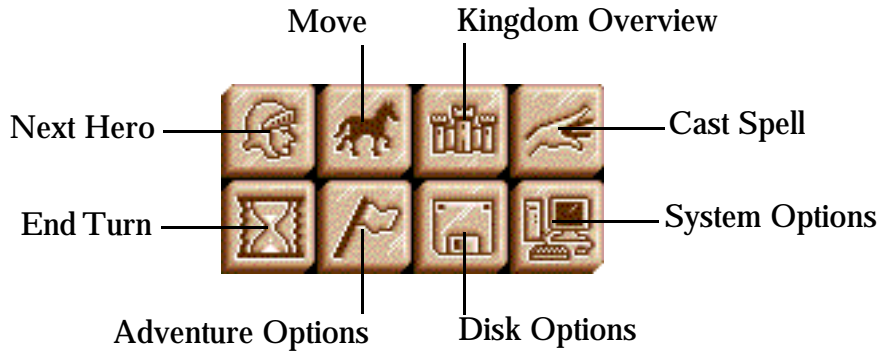 Move
Kingdom Overview
Next Hero
Cast Spell
End Turn
System Options
Adventure Options
Disk Options